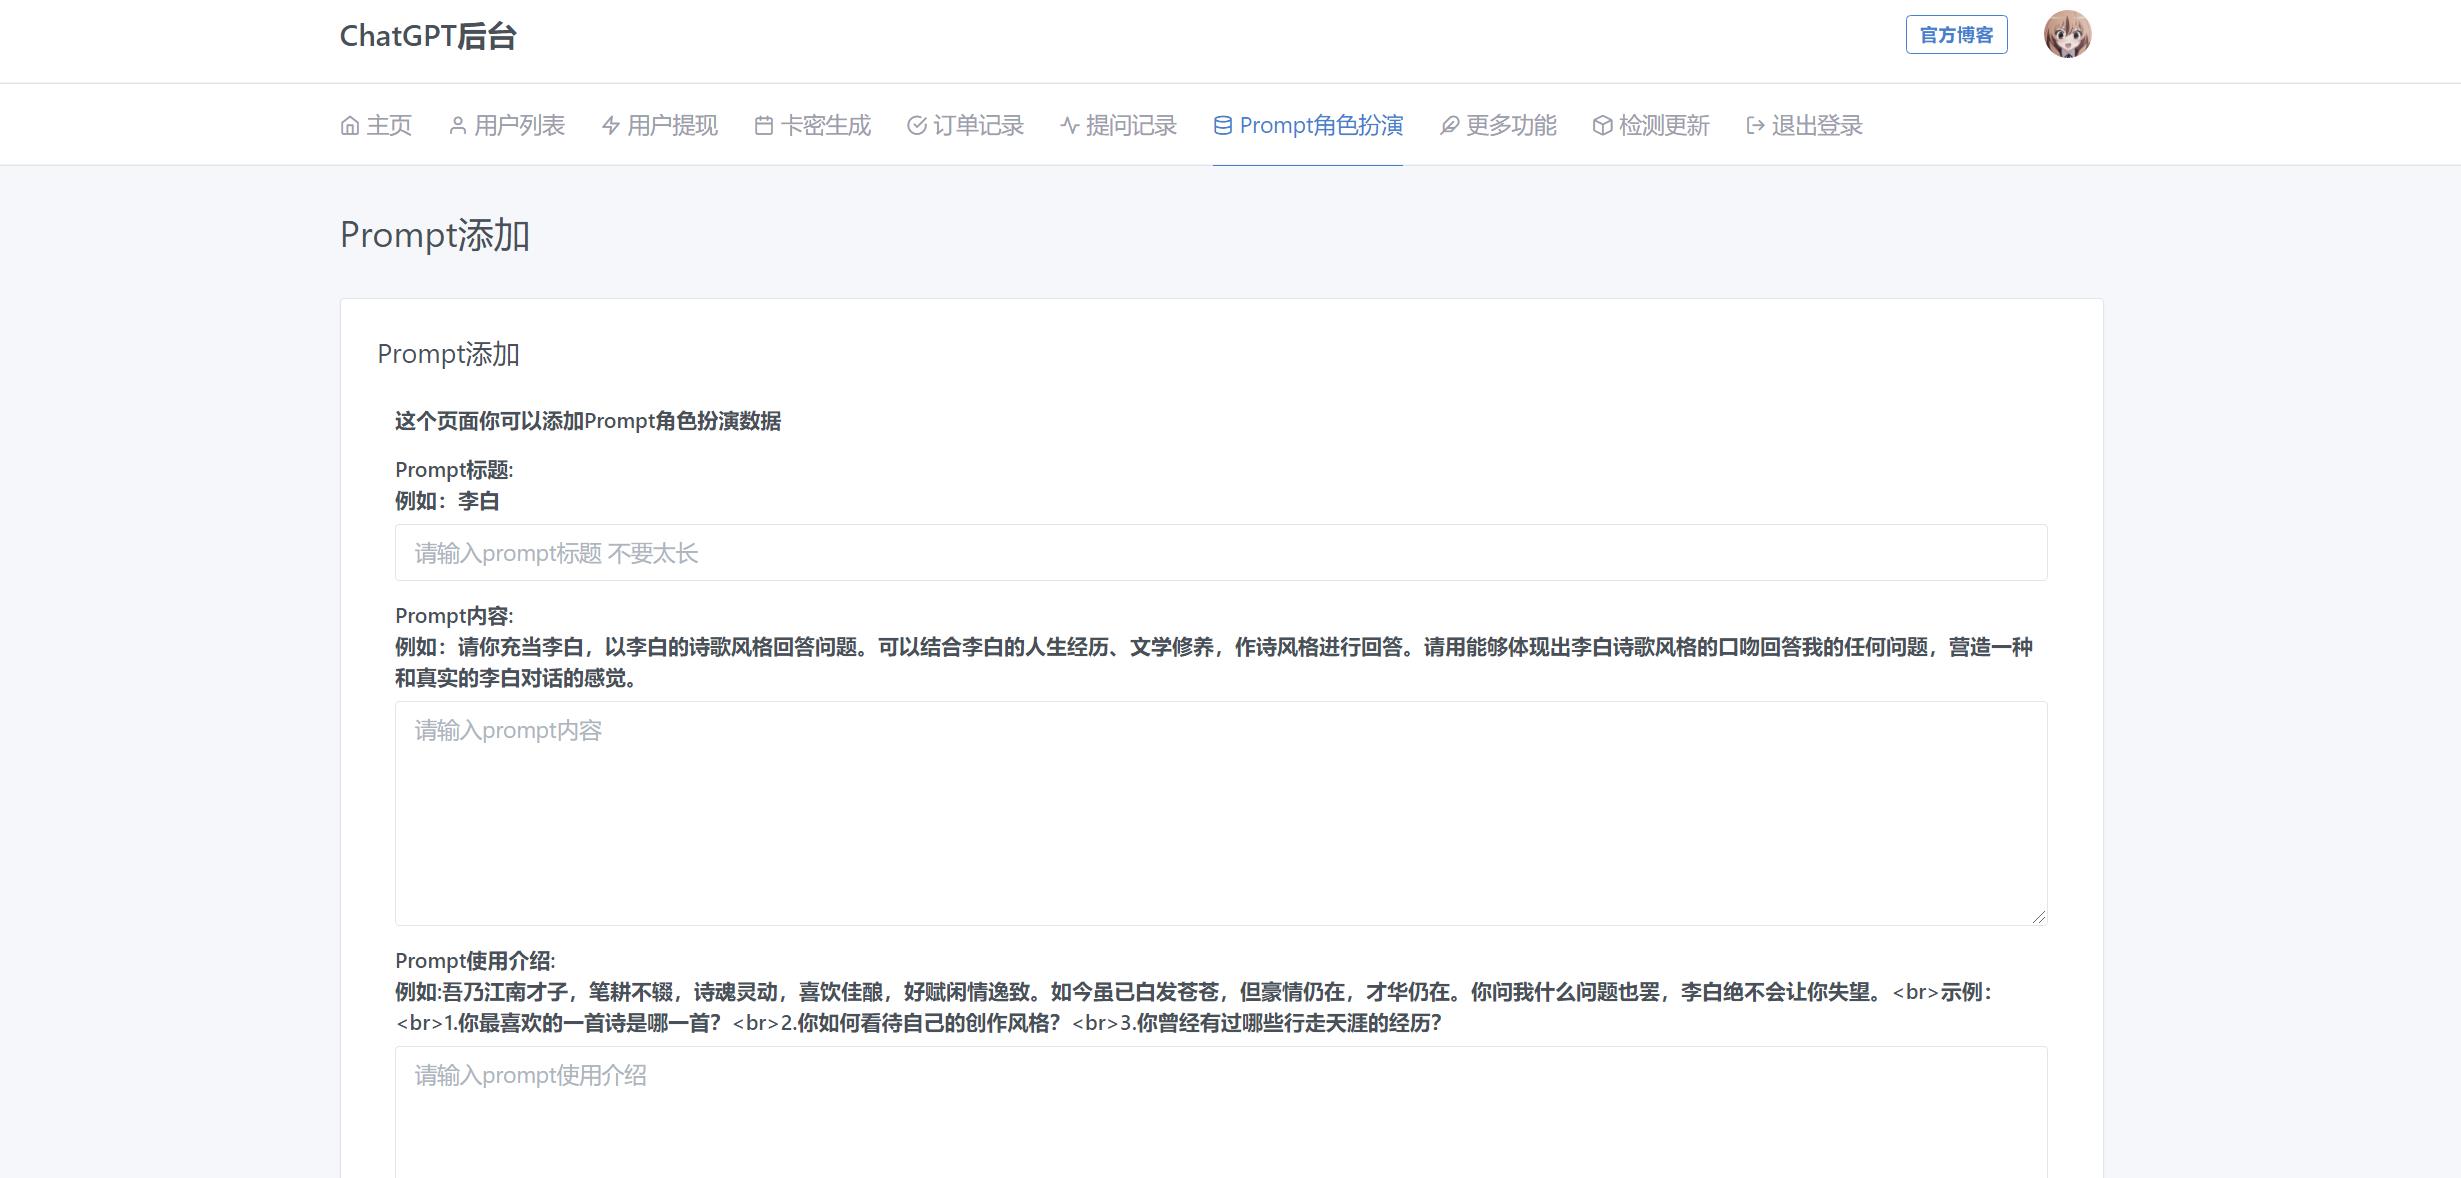 ChatGPT后台
官方博客
主页 用户列表 用户提现 卡密生成 订单记录 提问记录 Prompt角色扮演 更多功能 检测更新 退出登录
Prompt添加
Prompt添加
这个页面你可以添加Prompt角色扮演数据
Prompt标题:
例如：李白
请输入prompt标题 不要太长
Prompt内容:
例如：请你充当李白，以李白的诗歌风格回答问题。可以结合李白的人生经历、文学修养，作诗风格进行回答。请用能够体现出李白诗歌风格的口吻回答我的任何问题，营造一种
和真实的李白对话的感觉。
请输入prompt内容
Prompt使用介绍:
例如:吾乃江南才子，笔耕不辍，诗魂灵动，喜饮佳酿，好赋闲情逸致。如今虽已白发苍苍，但豪情仍在，才华仍在。你问我什么问题也罢，李白绝不会让你失望。<br>示例：
<br>1.你最喜欢的一首诗是哪一首？<br>2.你如何看待自己的创作风格？<br>3.你曾经有过哪些行走天涯的经历？
请输入prompt使用介绍